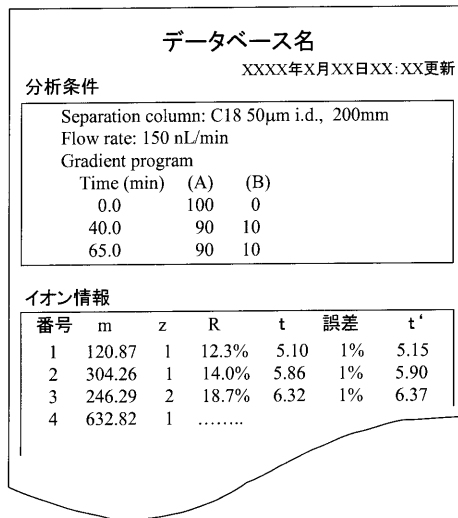 データベース名
XXXX年X月XX日XX:XX更新
分析条件
Separation column: C18 50μm i.d., 200mm
Flow rate: 150 nL/min
Gradient program
Time (min) (A) (B)
0.0 100 0
40.0 90 10
65.0 90 10
イオン情報
番号 m z R t 誤差 t‘
1 120.87 1 12.3% 5.10 1% 5.15
2 304.26 1 14.0% 5.86 1% 5.90
3 246.29 2 18.7% 6.32 1% 6.37
4 632.82 1 ........